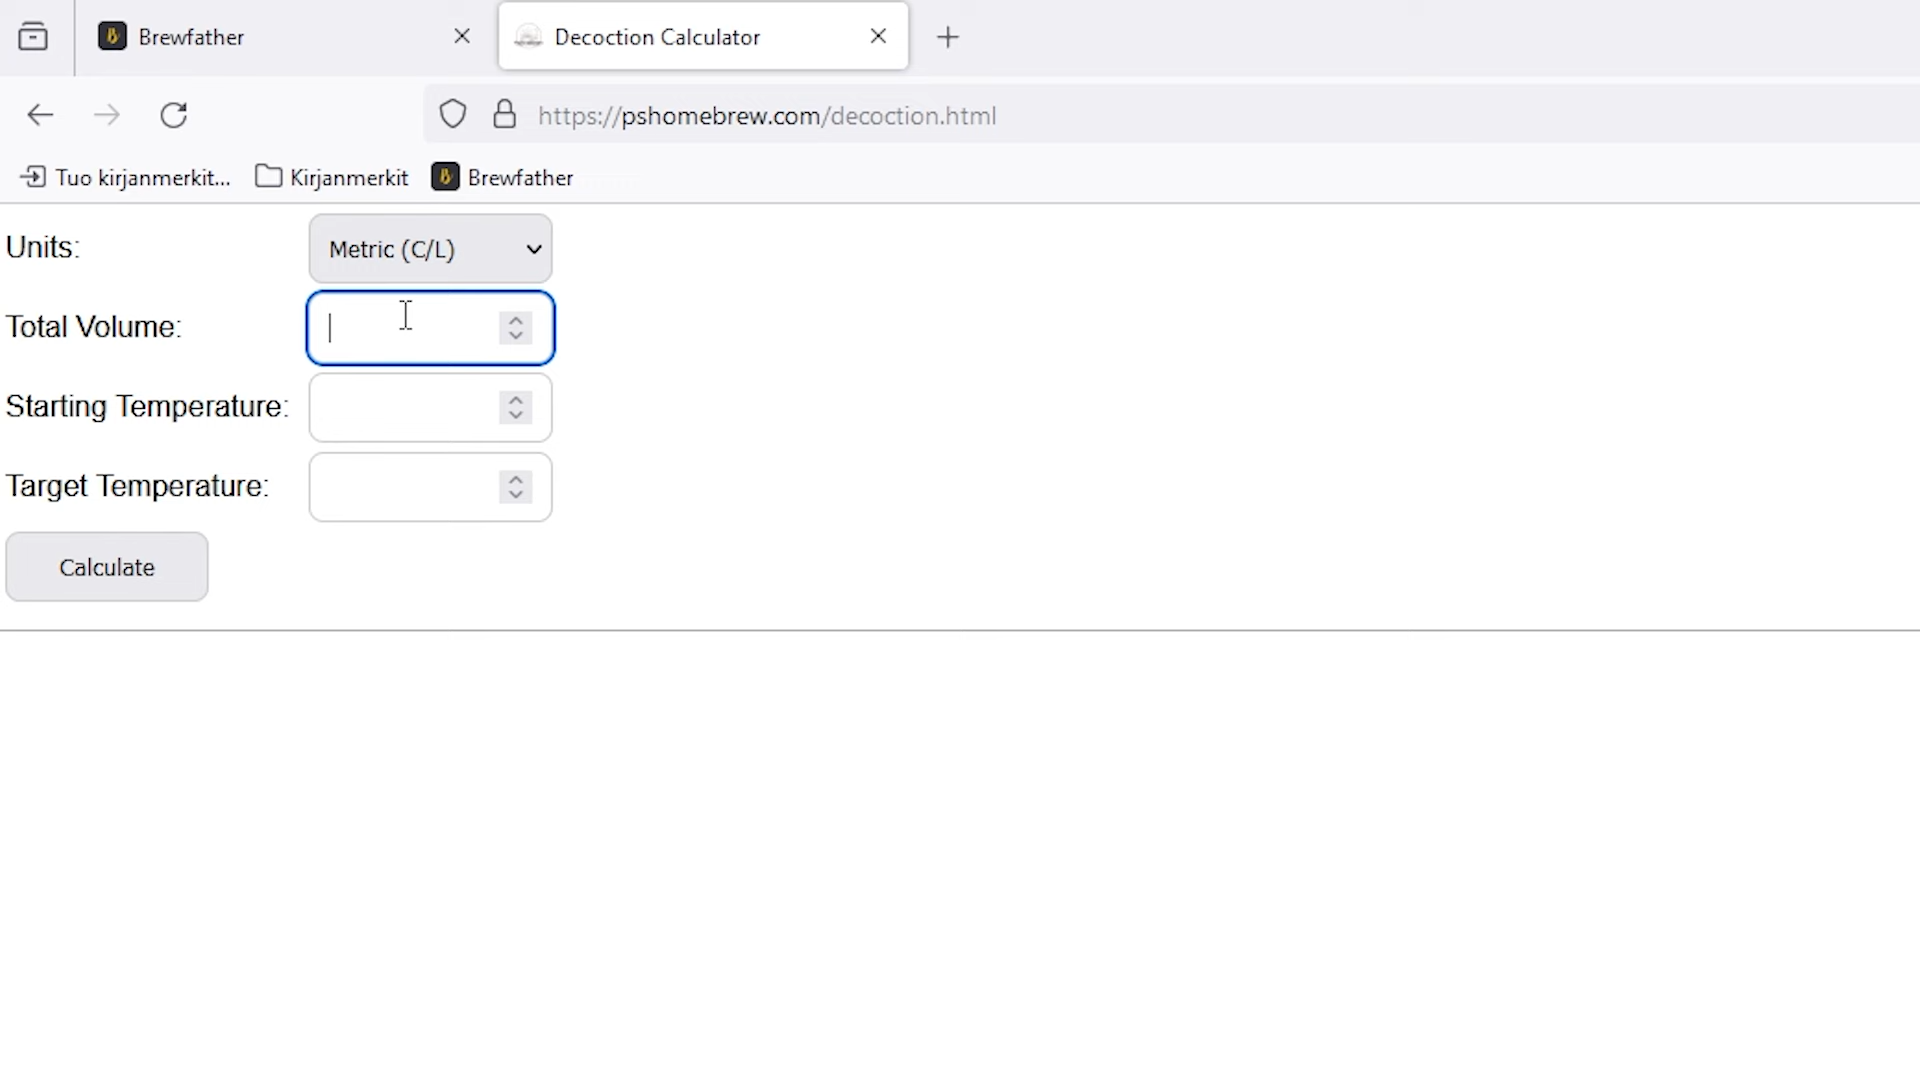 Brewfather
Decoction Calculator
https://pshomebrew.com/decoction.html
Tuo kirjanmerkit...
Kirjanmerkit
Brewfather
Units:
Metric (C/L)
Total Volume:
Starting Temperature:
Target Temperature:
Calculate